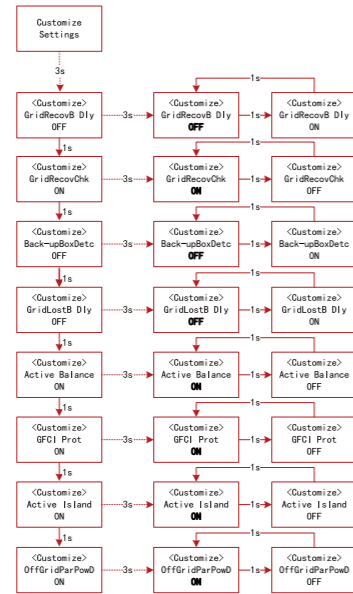 Customize
Settings
3s
1s
<Customize>
GridRecovB Dly
OFF
3s
<Customize>
GridRecovB Dly
OFF
1s
<Customize>
GridRecovB Dly
ON
1s
1s
<Customize>
GridRecovChk
ON
3s
<Customize>
GridRecovChk
ON
1s
<Customize>
GridRecovChk
OFF
1s
1s
<Customize>
Back-upBoxDetc
OFF
3s
<Customize>
Back-upBoxDetc
OFF
1s
<Customize>
Back-upBoxDetc
ON
1s
1s
<Customize>
GridLostB Dly
OFF
3s
<Customize>
GridLostB Dly
OFF
1s
<Customize>
GridLostB Dly
ON
1s
1s
<Customize>
Active Balance
ON
3s
<Customize>
Active Balance
ON
1s
<Customize>
Active Balance
OFF
1s
1s
<Customize>
GFCI Prot
ON
3s
<Customize>
GFCI Prot
ON
1s
<Customize>
GFCI Prot
OFF
1s
1s
<Customize>
Active Island
ON
3s
<Customize>
Active Island
ON
1s
<Customize>
Active Island
OFF
1s
1s
<Customize>
OffGridParPowD
ON
3s
<Customize>
OffGridParPowD
ON
1s
<Customize>
OffGridParPowD
OFF